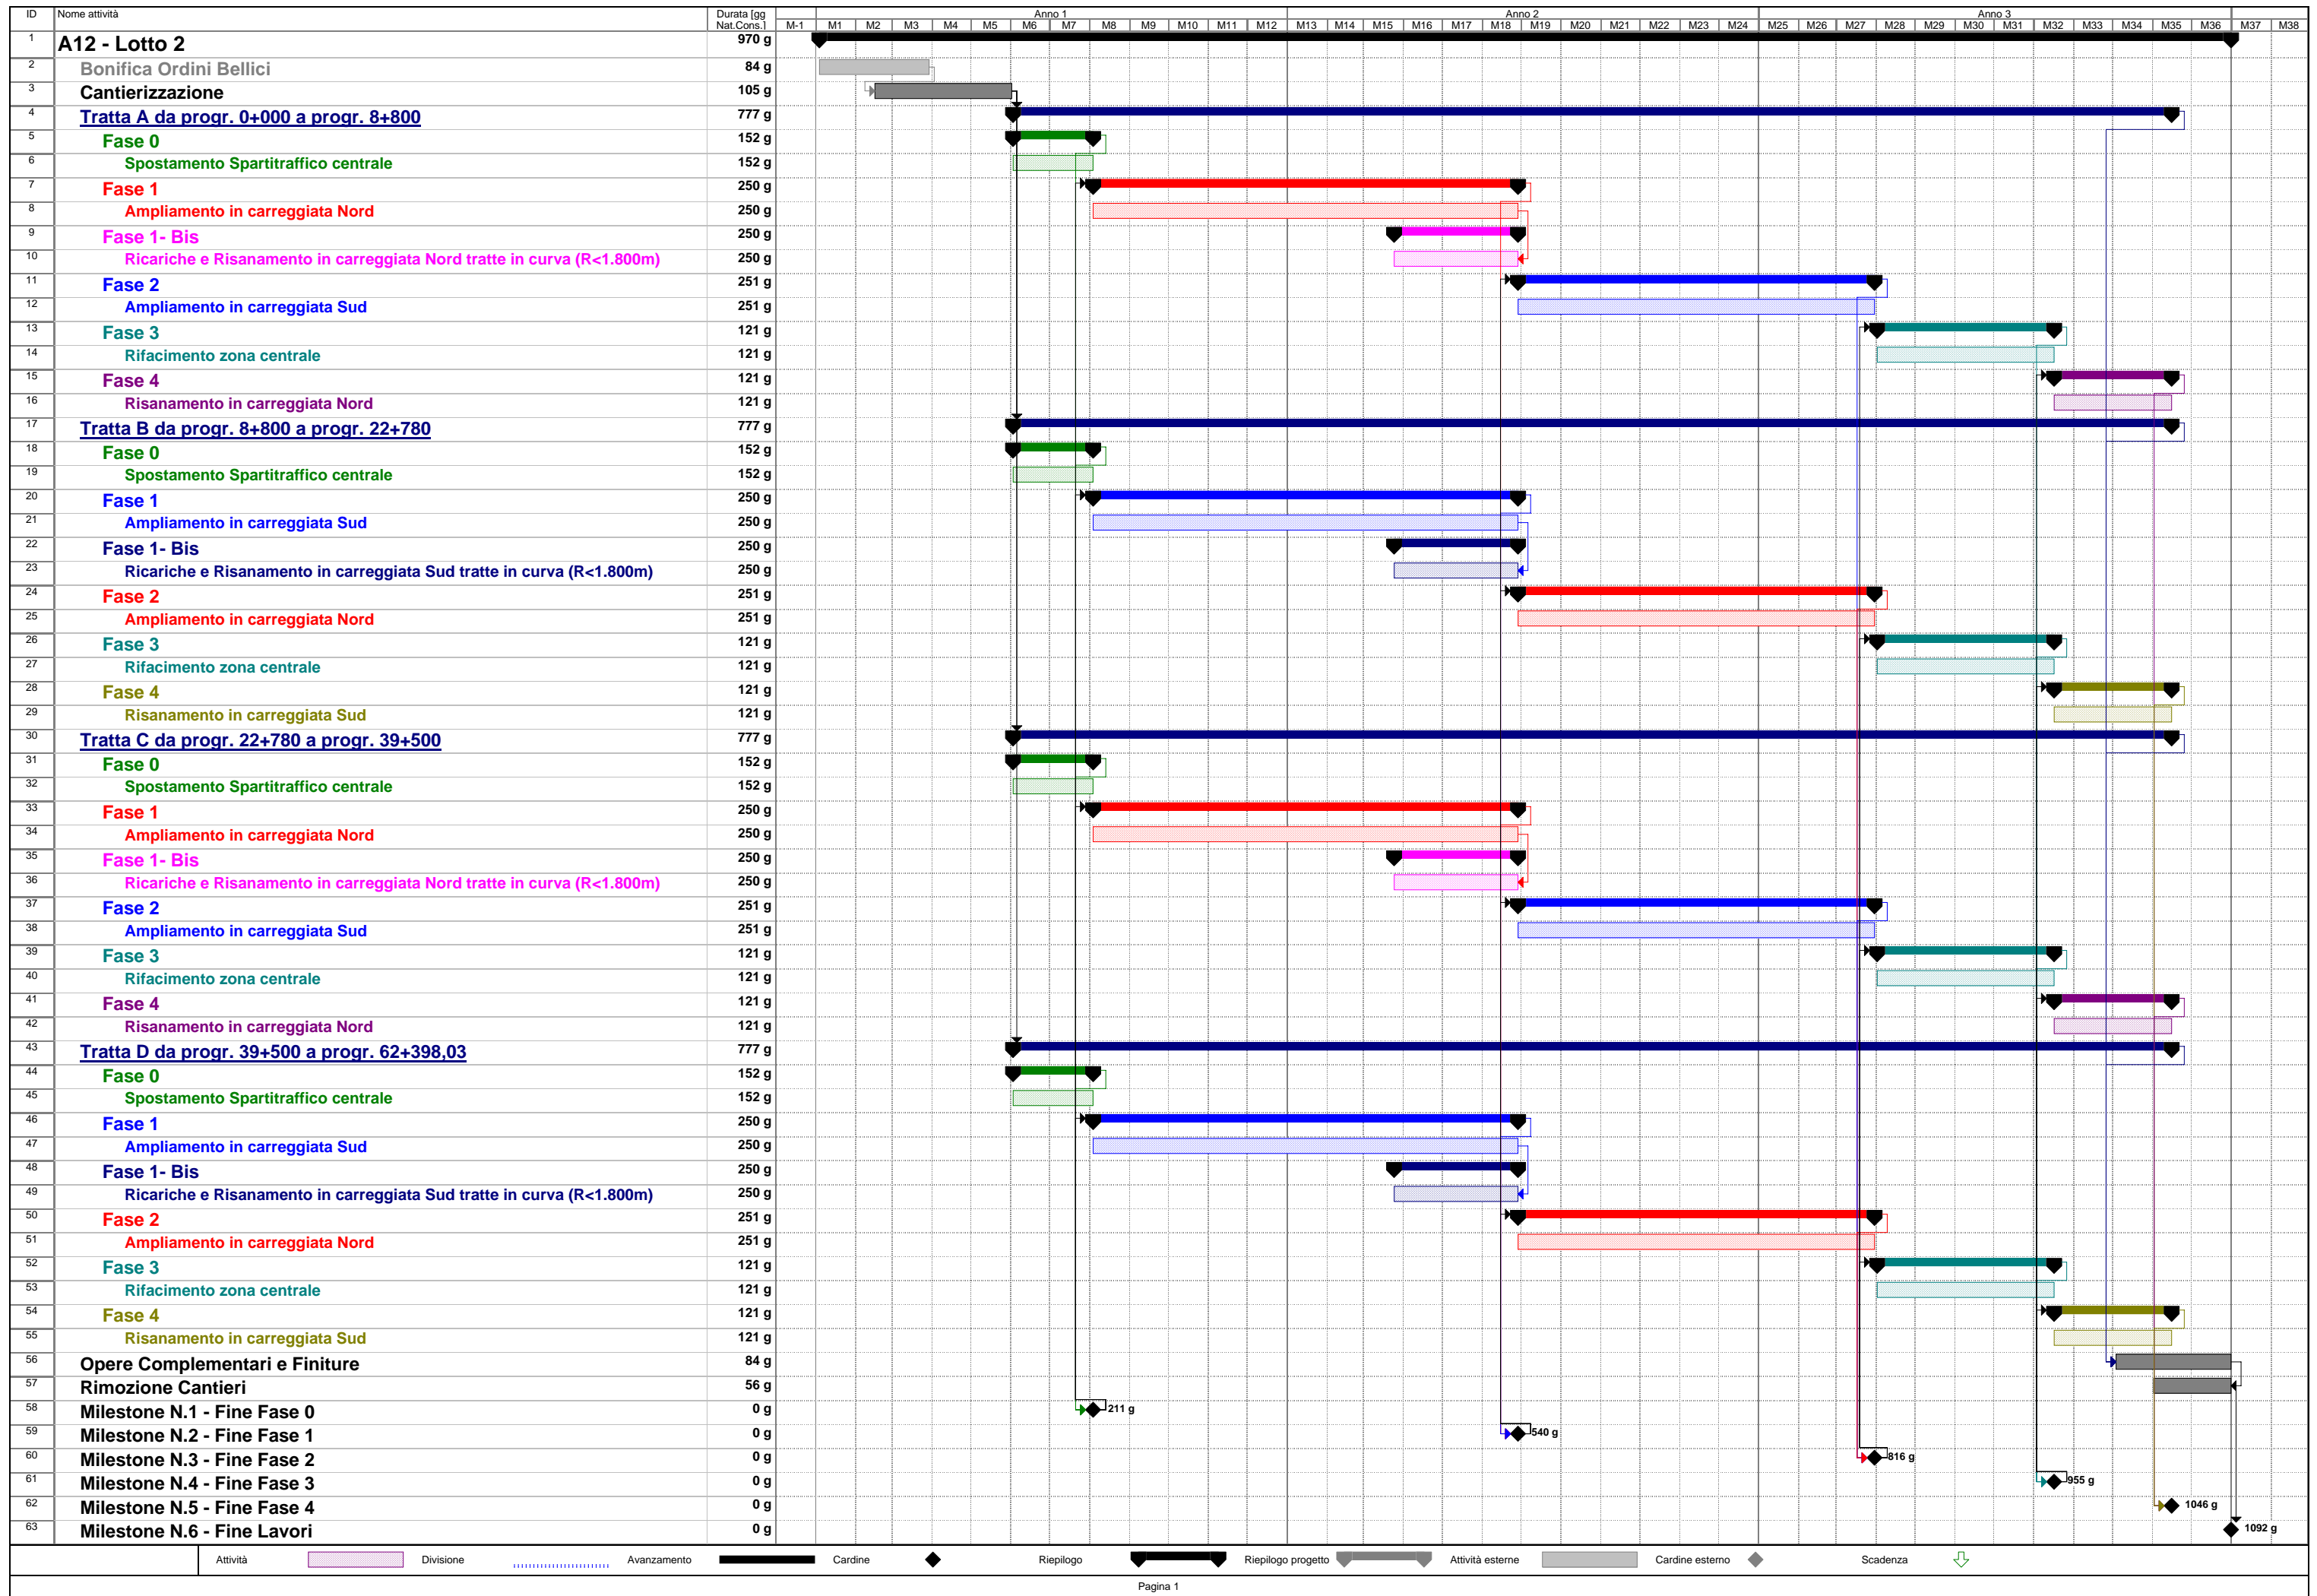 ID Nome attività Durata [gg Nat.Cons.] Anno 1 Anno 2 Anno 3
M-1 M1 M2 M3 M4 M5 M6 M7 M8 M9 M10 M11 M12 M13 M14 M15 M16 M17 M18 M19 M20 M21 M22 M23 M24 M25 M26 M27 M28 M29 M30 M31 M32 M33 M34 M35 M36 M37 M38
1 A12 - Lotto 2 970 g
2 Bonifica Ordini Bellici 84 g
3 Cantierizzazione 105 g
4 Tratta A da progr. 0+000 a progr. 8+800 777 g
5 Fase 0 152 g
6 Spostamento Spartitraffico centrale 152 g
7 Fase 1 250 g
8 Ampliamento in carreggiata Nord 250 g
9 Fase 1- Bis 250 g
10 Ricariche e Risanamento in carreggiata Nord tratte in curva (R<1.800m) 250 g
11 Fase 2 251 g
12 Ampliamento in carreggiata Sud 251 g
13 Fase 3 121 g
14 Rifacimento zona centrale 121 g
15 Fase 4 121 g
16 Risanamento in carreggiata Nord 121 g
17 Tratta B da progr. 8+800 a progr. 22+780 777 g
18 Fase 0 152 g
19 Spostamento Spartitraffico centrale 152 g
20 Fase 1 250 g
21 Ampliamento in carreggiata Sud 250 g
22 Fase 1- Bis 250 g
23 Ricariche e Risanamento in carreggiata Sud tratte in curva (R<1.800m) 250 g
24 Fase 2 251 g
25 Ampliamento in carreggiata Nord 251 g
26 Fase 3 121 g
27 Rifacimento zona centrale 121 g
28 Fase 4 121 g
29 Risanamento in carreggiata Sud 121 g
30 Tratta C da progr. 22+780 a progr. 39+500 777 g
31 Fase 0 152 g
32 Spostamento Spartitraffico centrale 152 g
33 Fase 1 250 g
34 Ampliamento in carreggiata Nord 250 g
35 Fase 1- Bis 250 g
36 Ricariche e Risanamento in carreggiata Nord tratte in curva (R<1.800m) 250 g
37 Fase 2 251 g
38 Ampliamento in carreggiata Sud 251 g
39 Fase 3 121 g
40 Rifacimento zona centrale 121 g
41 Fase 4 121 g
42 Risanamento in carreggiata Nord 121 g
43 Tratta D da progr. 39+500 a progr. 62+398,03 777 g
44 Fase 0 152 g
45 Spostamento Spartitraffico centrale 152 g
46 Fase 1 250 g
47 Ampliamento in carreggiata Sud 250 g
48 Fase 1- Bis 250 g
49 Ricariche e Risanamento in carreggiata Sud tratte in curva (R<1.800m) 250 g
50 Fase 2 251 g
51 Ampliamento in carreggiata Nord 251 g
52 Fase 3 121 g
53 Rifacimento zona centrale 121 g
54 Fase 4 121 g
55 Risanamento in carreggiata Sud 121 g
56 Opere Complementari e Finiture 84 g
57 Rimozione Cantieri 56 g
58 Milestone N.1 - Fine Fase 0 0 g 211 g
59 Milestone N.2 - Fine Fase 1 0 g 540 g
60 Milestone N.3 - Fine Fase 2 0 g 816 g
61 Milestone N.4 - Fine Fase 3 0 g 955 g
62 Milestone N.5 - Fine Fase 4 0 g 1046 g
63 Milestone N.6 - Fine Lavori 0 g 1092 g
Attività Divisione Avanzamento Cardine Riepilogo Riepilogo progetto Attività esterne Cardine esterno Scadenza
Pagina 1